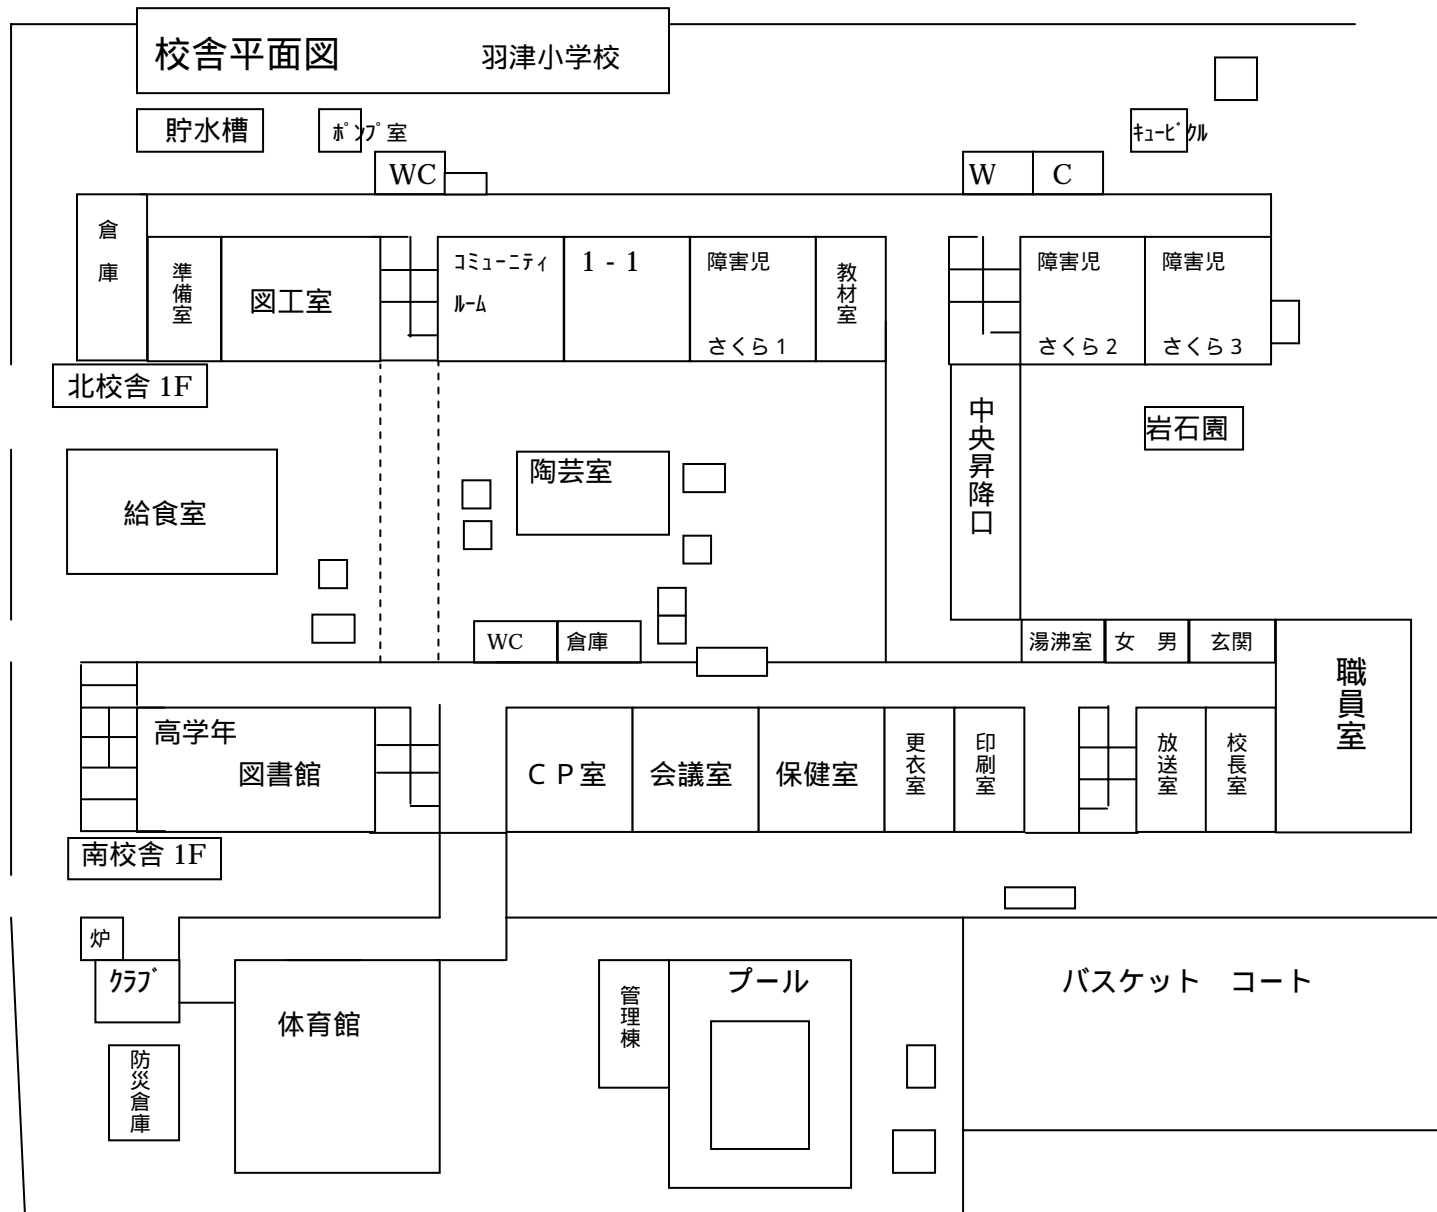 校舎平面図 羽津小学校
貯水槽
ﾎﾟﾝﾌﾟ室
ｷｭｰﾋﾞｸﾙ
WC
W C
倉庫
準備室
図工室
ｺﾐｭｰﾆﾃｨ
ﾙｰﾑ
1 - 1
障害児
さくら1
教材室
障害児
さくら2
障害児
さくら3
北校舎 1F
中央昇降口
岩石園
給食室
陶芸室
WC
倉庫
湯沸室
女 男
玄関
職員室
高学年
図書館
ＣＰ室
会議室
保健室
更衣室
印刷室
放送室
校長室
南校舎 1F
炉
ｸﾗﾌﾞ
体育館
防災倉庫
管理棟
プール
バスケット コート